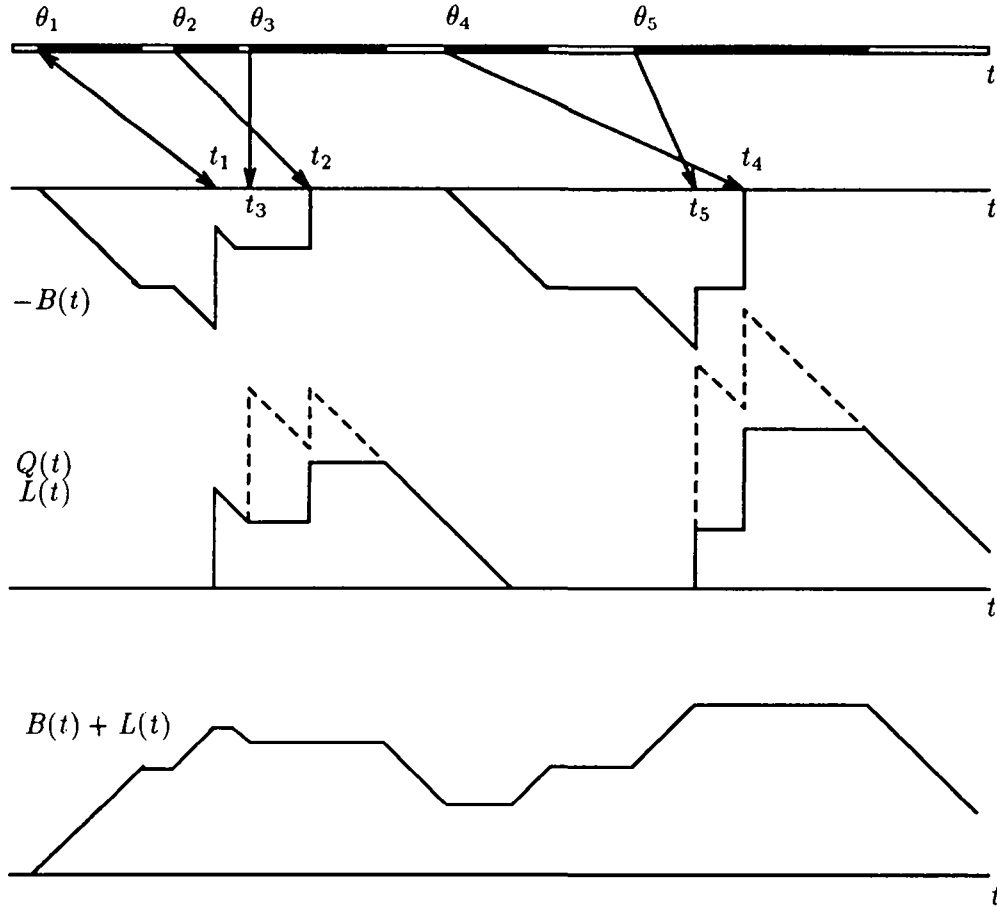 θ₁ θ₂ θ₃ θ₄ θ₅
t
t₁ t₂ t₄
t₃ t₅ t
−B(t)
Q(t)
L(t)
t
B(t) + L(t)
t